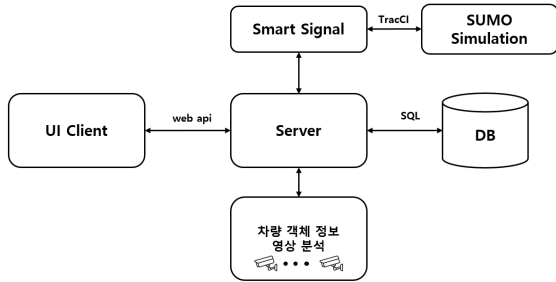 Smart Signal
TracCI
SUMO
Simulation
UI Client
web api
Server
SQL
DB
차량 객체 정보
영상 분석